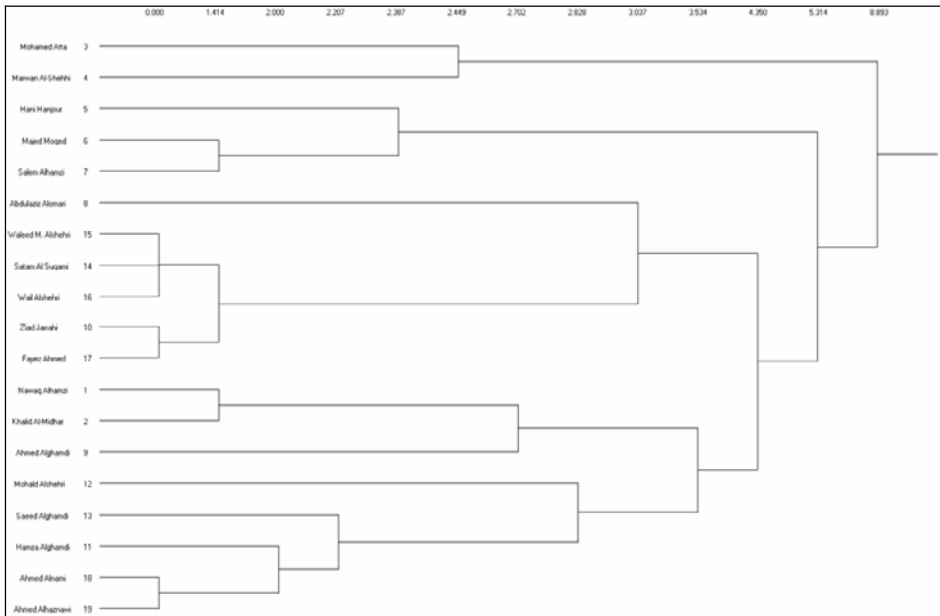 0.000 1.414 2.000 2.207 2.387 2.449 2.702 2.828 3.037 3.534 4.350 5.314 8.893
Mohamed Atta 3
Marwan Al-Shehhi 4
Hani Hanjour 5
Majed Moqed 6
Salem Alhamzi 7
Abdulaziz Alomari 8
Waleed M. Alshehri 15
Satam Al Suqami 14
Wail Alshehri 16
Ziad Jarrahi 10
Fayez Ahmed 17
Nawaq Alhamzi 1
Khalid Al-Midhar 2
Ahmed Alghamdi 9
Mohald Alshehri 12
Saeed Alghamdi 13
Hamza Alghamdi 11
Ahmed Alnami 18
Ahmed Alhaznawi 19